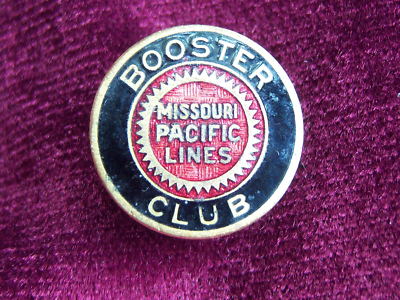 BOOSTER
MISSOURI
PACIFIC
LINES
CLUB